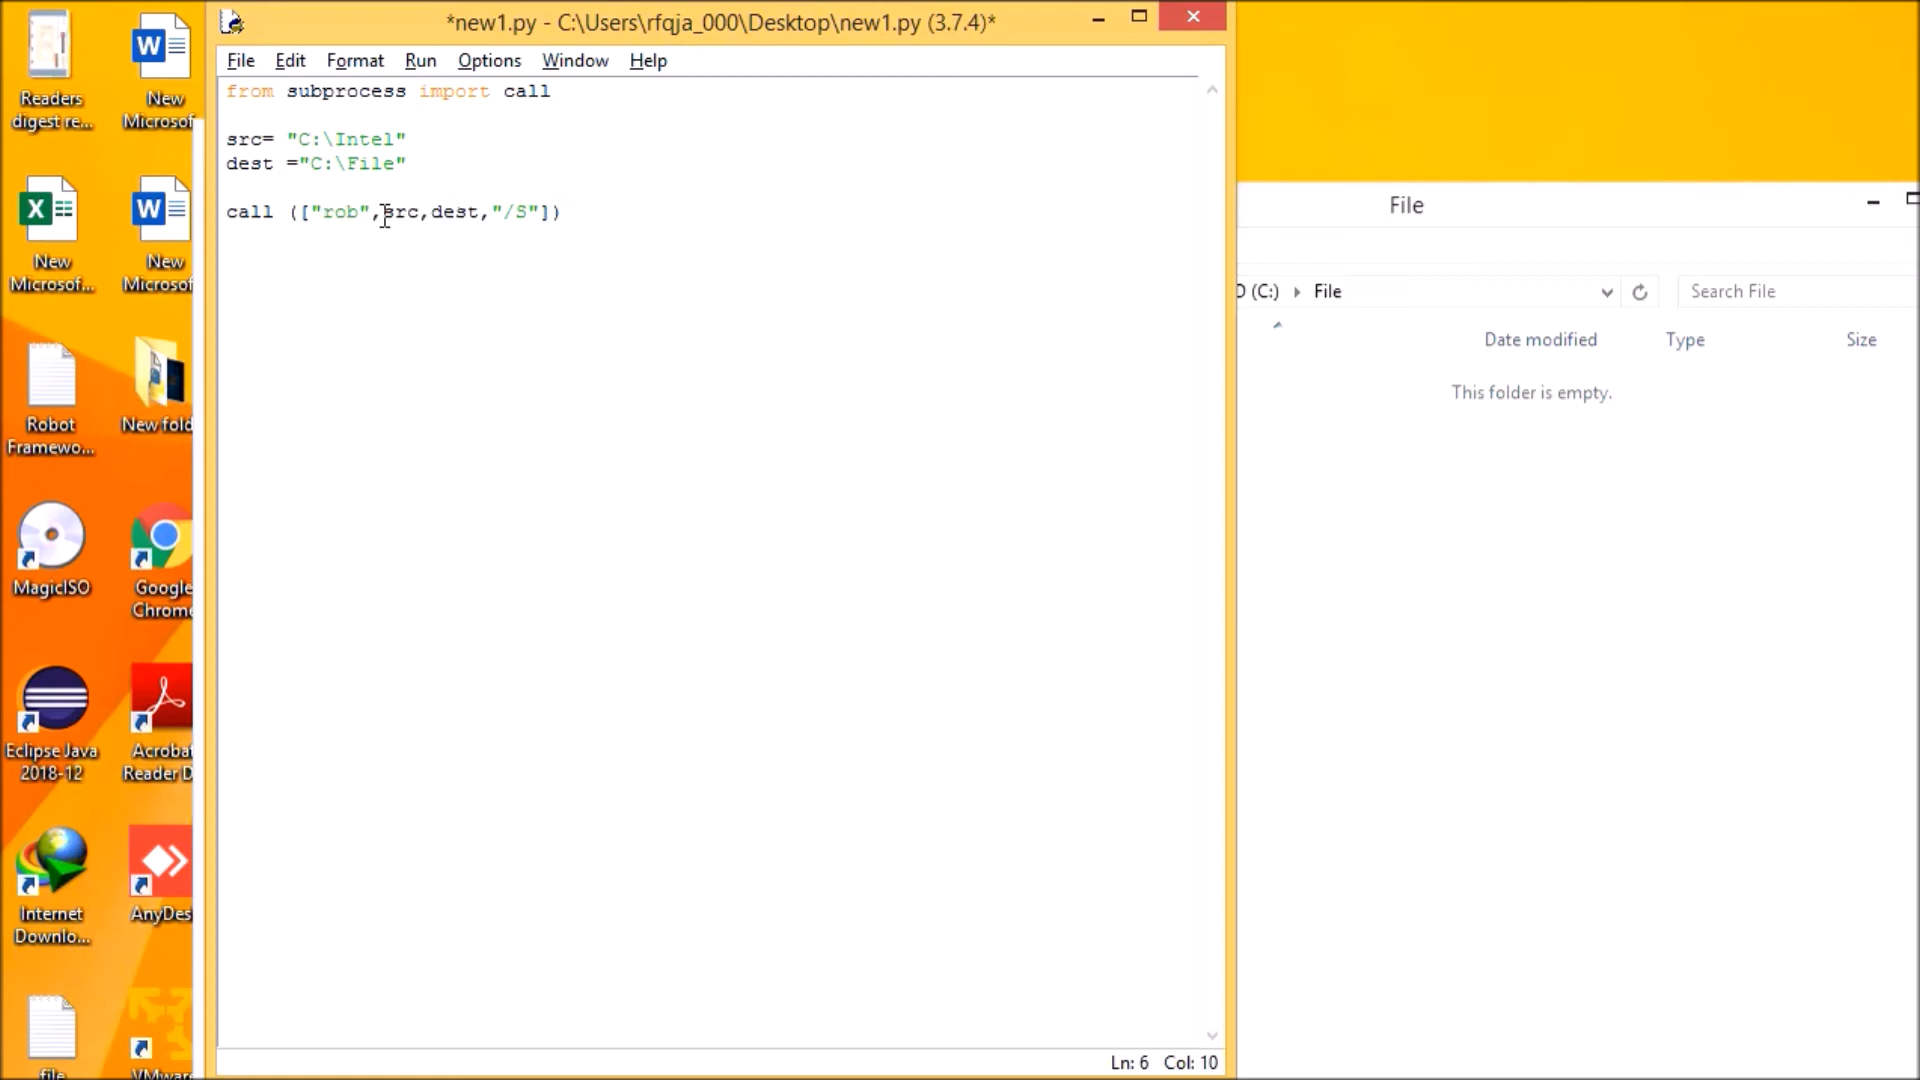 *new1.py - C:\Users\rfqja_000\Desktop\new1.py (3.7.4)*
File Edit Format Run Options Window Help
from subprocess import call
src= "C:\Intel"
dest ="C:\File"
call (["rob",src,dest,"/S"])
Ln: 6 Col: 10
Readers
digest re...
New
Microsof
New
Microsof...
New
Microsof
Robot
Framewo...
New fold
MagicISO
Google
Chrome
Eclipse Java
2018-12
Acrobat
Reader D
Internet
Downlo...
AnyDes
file
VMware
File
(C:) File
Search File
Date modified Type Size
This folder is empty.